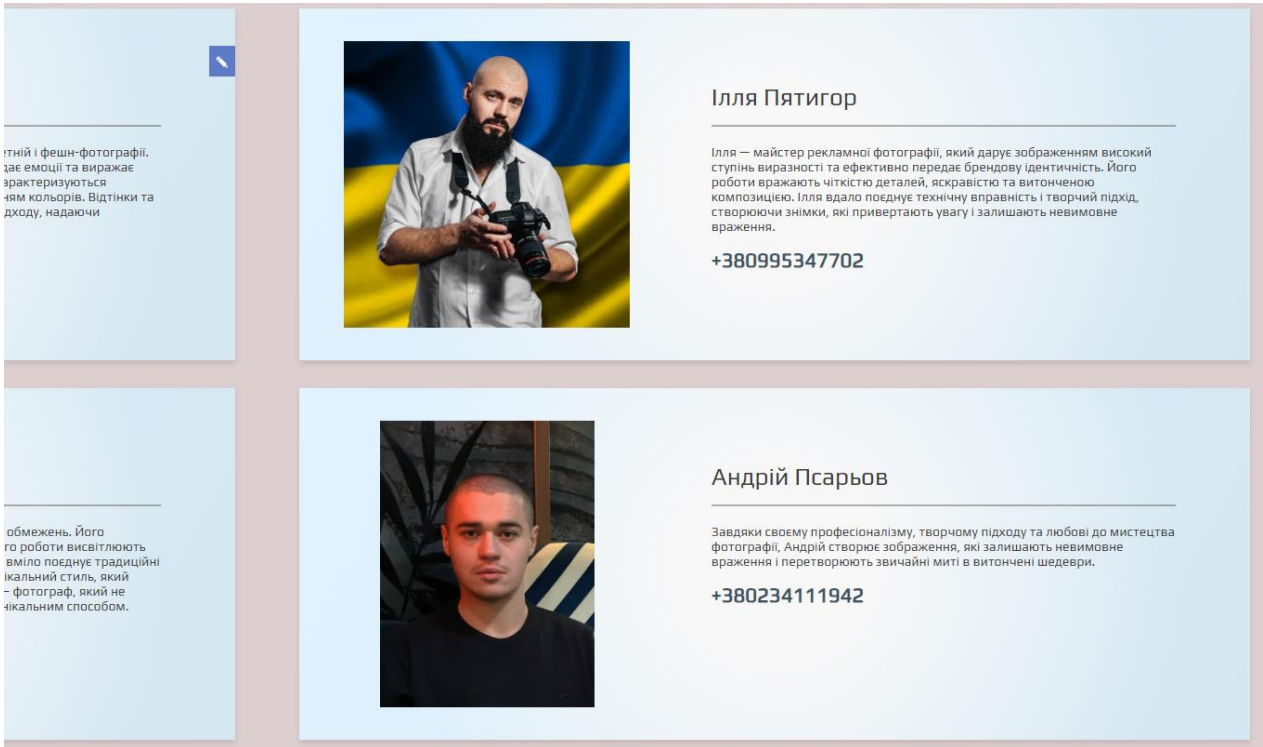 етній і фешн-фотографії.
дає емоції та виражає
арактеризуються
ням кольорів. Відтінки та
дходу, надаючи
Ілля Пятигор
Ілля — майстер рекламної фотографії, який дарує зображенням високий
ступінь виразності та ефективно передає брендову ідентичність. Його
роботи вражають чіткістю деталей, яскравістю та витонченою
композицією. Ілля вдало поєднує технічну вправність і творчий підхід,
створюючи знімки, які привертають увагу і залишають невимовне
враження.
+380995347702
обмежень. Його
го роботи висвітлюють
вміло поєднує традиційні
ікальний стиль, який
– фотограф, який не
нікальним способом.
Андрій Псарьов
Завдяки своєму професіоналізму, творчому підходу та любові до мистецтва
фотографії, Андрій створює зображення, які залишають невимовне
враження і перетворюють звичайні миті в витончені шедеври.
+380234111942